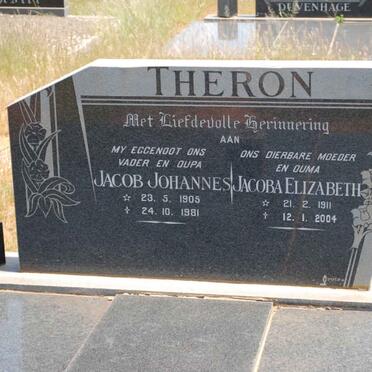 DEVENHAGE
THERON
Met Liefdevolle Herinnering
AAN
MY EGGENOOT ONS
VADER EN OUPA
JACOB JOHANNES
☆ 23. 5. 1905
✝ 24. 10. 1981
ONS DIERBARE MOEDER
EN OUMA
JACOBA ELIZABETH
☆ 21. 2. 1911
✝ 12. 1. 2004